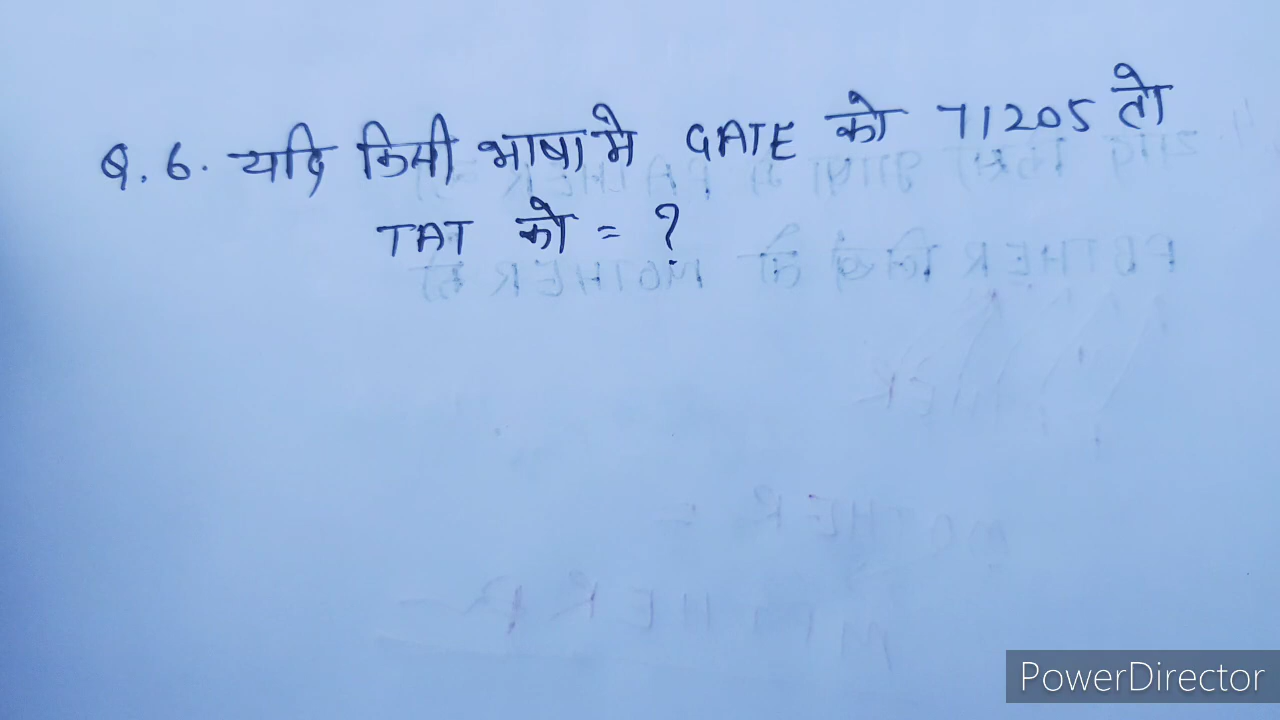 Q.6. यदि किसी भाषा मे GATE को 71205 तो
TAT को = ?
PowerDirector